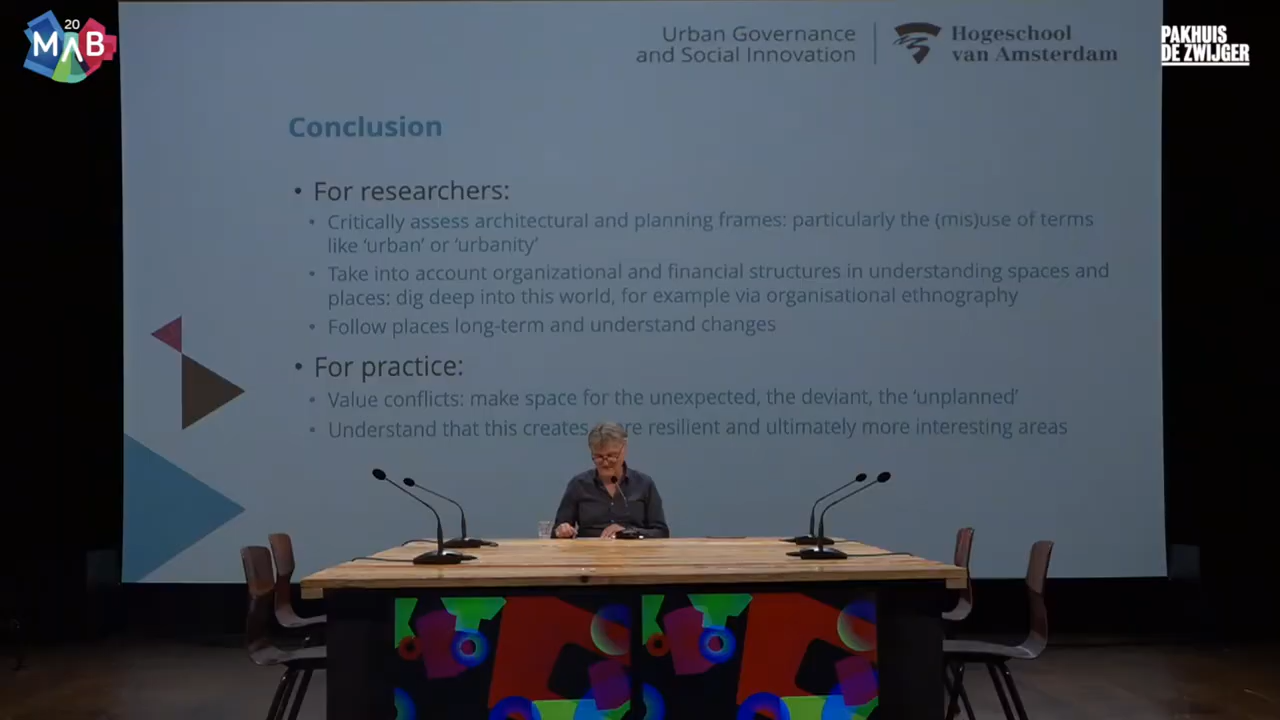 20
MAB
Urban Governance
and Social Innovation
Hogeschool
van Amsterdam
PAKHUIS
DE ZWIJGER
Conclusion
• For researchers:
• Critically assess architectural and planning frames: particularly the (mis)use of terms
like ‘urban’ or ‘urbanity’
• Take into account organizational and financial structures in understanding spaces and
places: dig deep into this world, for example via organisational ethnography
• Follow places long-term and understand changes
• For practice:
• Value conflicts: make space for the unexpected, the deviant, the ‘unplanned’
• Understand that this creates re resilient and ultimately more interesting areas